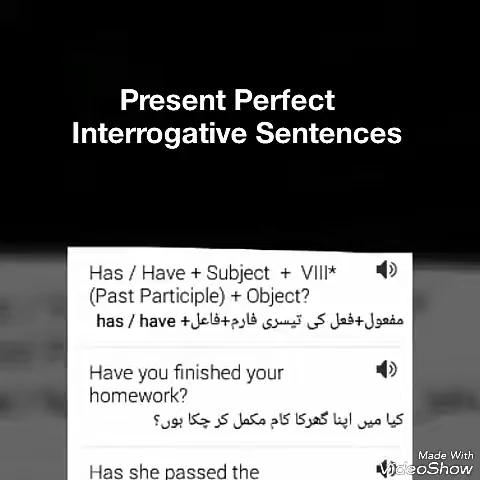 Present Perfect
Interrogative Sentences
Has / Have + Subject + VIII*
(Past Participle) + Object?
has / have +فاعل+فعل کی تیسری فارم+مفعول
Have you finished your
homework?
کیا میں اپنا گھرکا کام مکمل کر چکا ہوں؟
Has she passed the
Made With
VideoShow